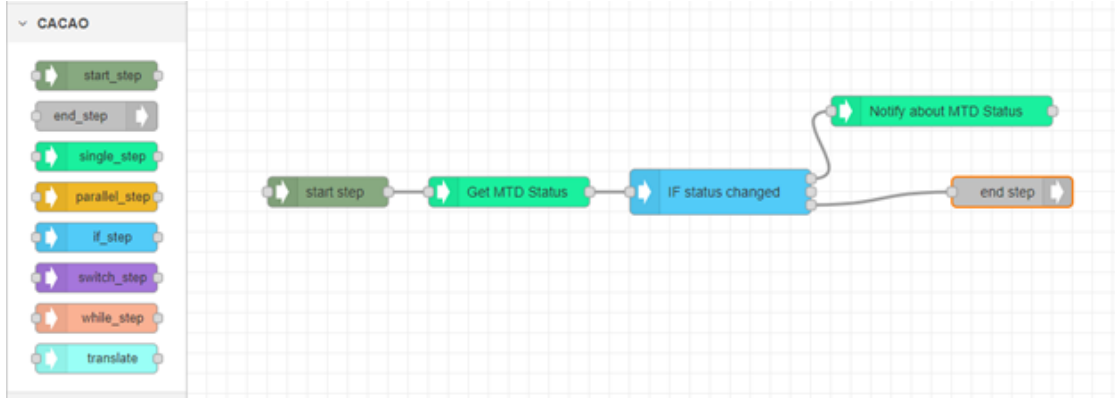 CACAO
start_step
end_step
single_step
parallel_step
if_step
switch_step
while_step
translate
start step
Get MTD Status
IF status changed
Notify about MTD Status
end step